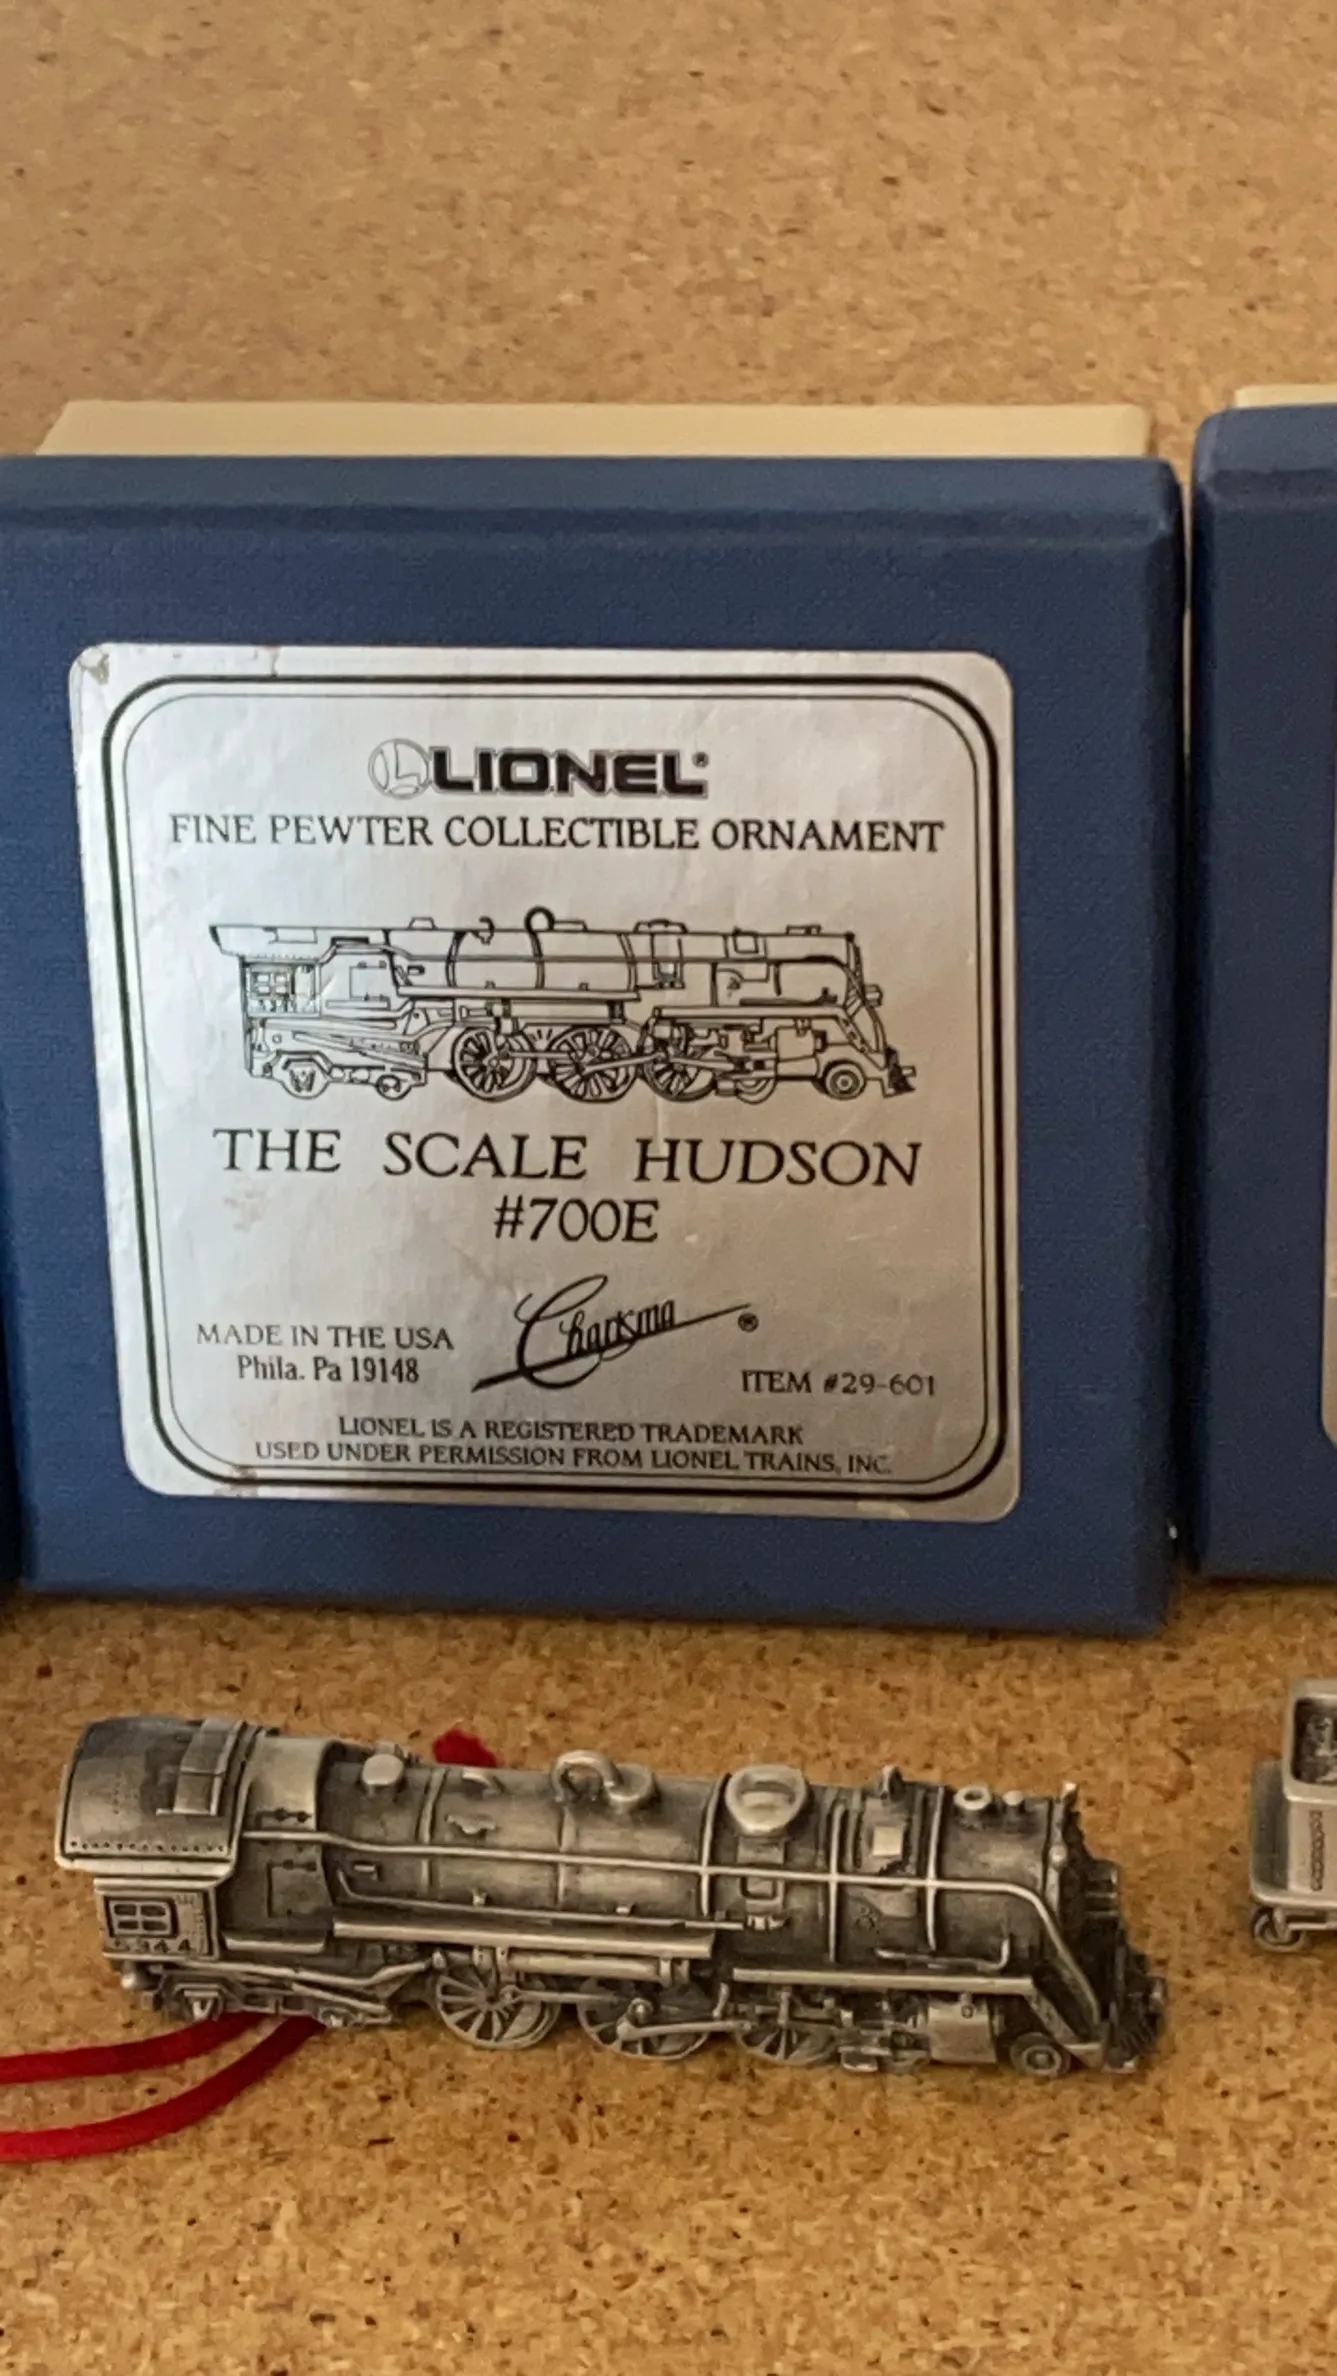 LIONEL®
FINE PEWTER COLLECTIBLE ORNAMENT
THE SCALE HUDSON
#700E
Charisma ®
MADE IN THE USA
Phila. Pa 19148
ITEM #29-601
LIONEL IS A REGISTERED TRADEMARK
USED UNDER PERMISSION FROM LIONEL TRAINS, INC.
5344